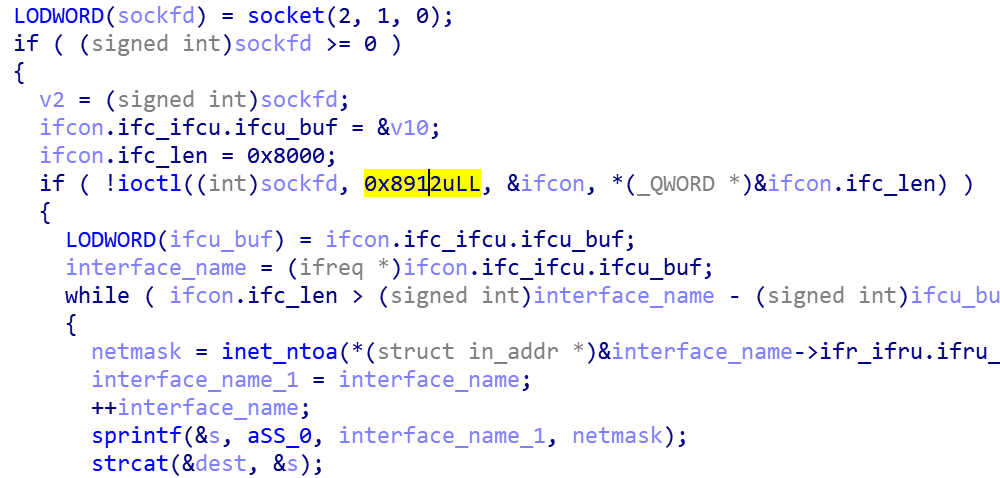 LODWORD(sockfd) = socket(2, 1, 0);
if ( (signed int)sockfd >= 0 )
{
v2 = (signed int)sockfd;
ifcon.ifc_ifcu.ifcu_buf = &v10;
ifcon.ifc_len = 0x8000;
if ( !ioctl((int)sockfd, 0x8912uLL, &ifcon, *(_QWORD *)&ifcon.ifc_len) )
{
LODWORD(ifcu_buf) = ifcon.ifc_ifcu.ifcu_buf;
interface_name = (ifreq *)ifcon.ifc_ifcu.ifcu_buf;
while ( ifcon.ifc_len > (signed int)interface_name - (signed int)ifcu_bu
{
netmask = inet_ntoa(*(struct in_addr *)&interface_name->ifr_ifru.ifru_
interface_name_1 = interface_name;
++interface_name;
sprintf(&s, aSS_0, interface_name_1, netmask);
strcat(&dest, &s);